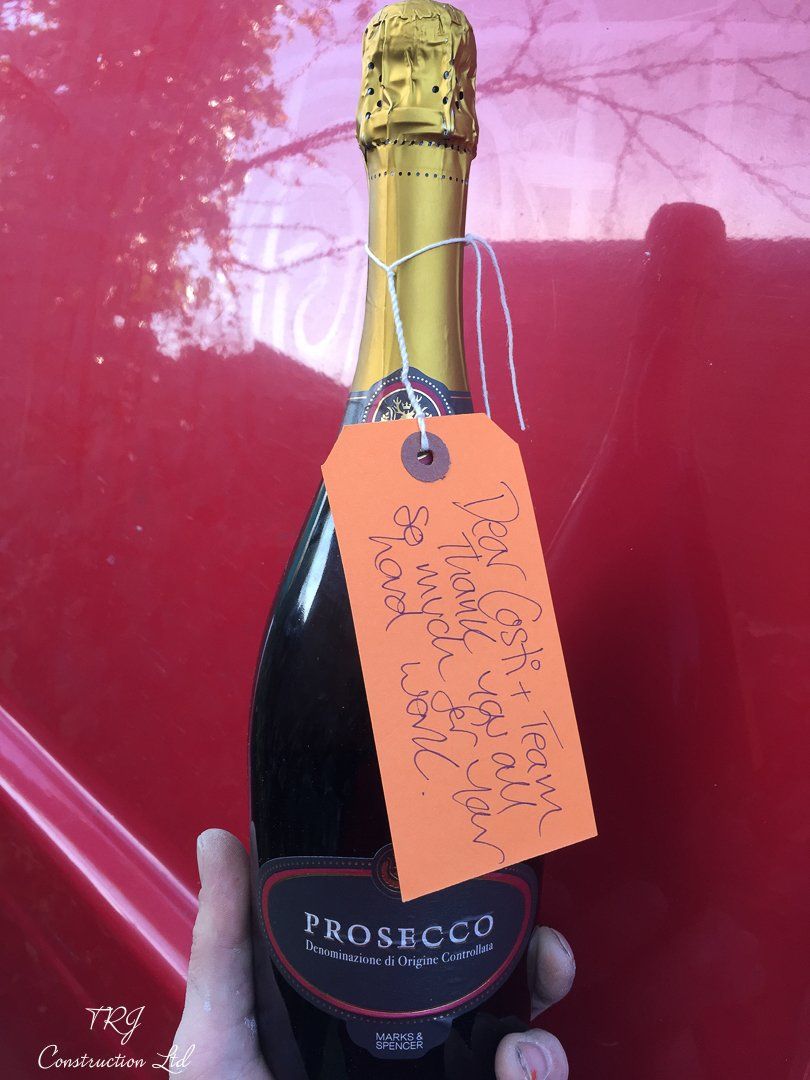 Dear Costi + Team
Thank you all
so much for your
hard work.
PROSECCO
Denominazione di Origine Controllata
MARKS &
SPENCER
TRJ
Construction Ltd